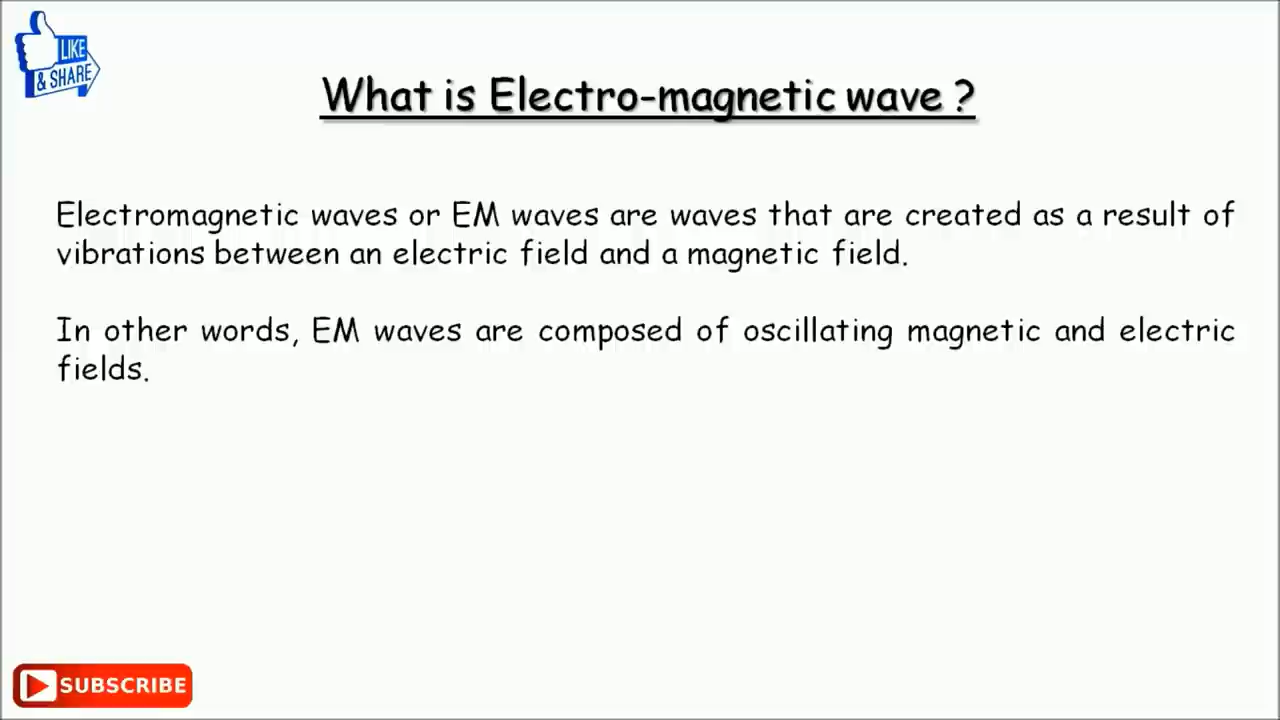 LIKE
& SHARE
What is Electro-magnetic wave ?
Electromagnetic waves or EM waves are waves that are created as a result of
vibrations between an electric field and a magnetic field.
In other words, EM waves are composed of oscillating magnetic and electric
fields.
SUBSCRIBE